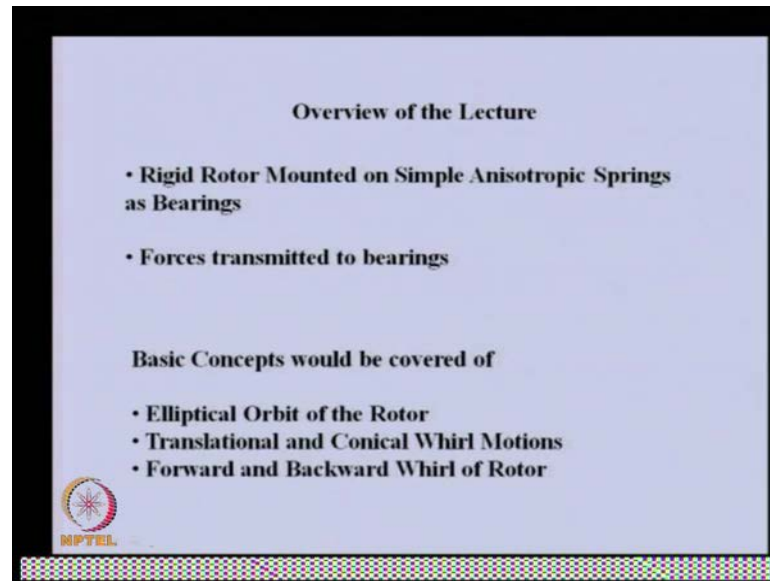 Overview of the Lecture
• Rigid Rotor Mounted on Simple Anisotropic Springs
as Bearings
• Forces transmitted to bearings
Basic Concepts would be covered of
• Elliptical Orbit of the Rotor
• Translational and Conical Whirl Motions
• Forward and Backward Whirl of Rotor
NPTEL